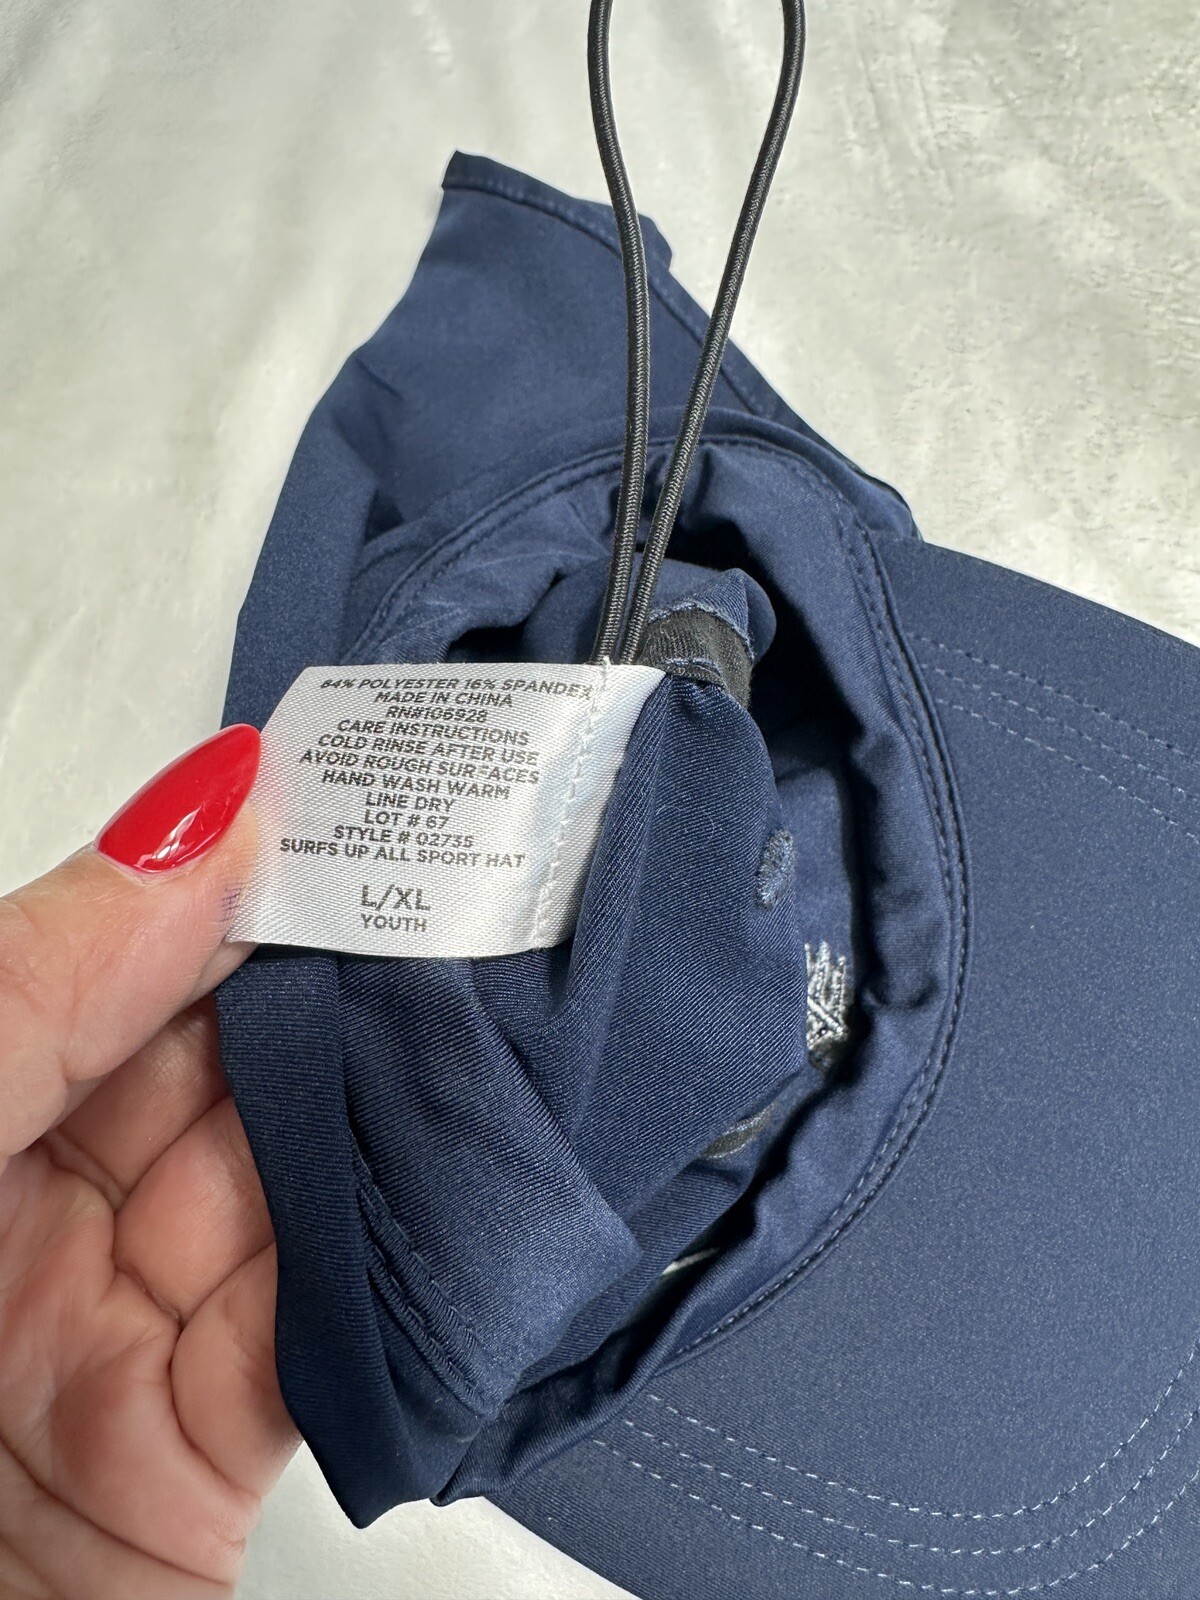 84% POLYESTER 16% SPANDEX
MADE IN CHINA
RN#106928
CARE INSTRUCTIONS
COLD RINSE AFTER USE
AVOID ROUGH SURFACES
HAND WASH WARM
LINE DRY
LOT # 67
STYLE # 02735
SURFS UP ALL SPORT HAT
L/XL
YOUTH